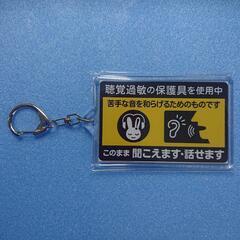 聴覚過敏の保護具を使用中
苦手な音を和らげるためのものです
このまま 聞こえます・話せます